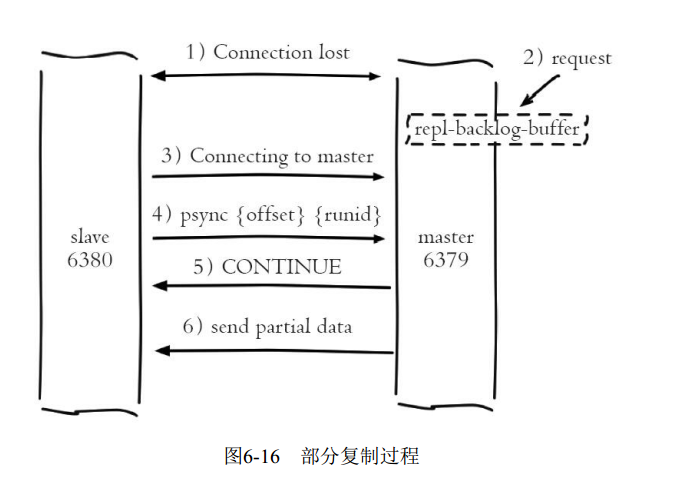 1) Connection lost
2) request
repl-backlog-buffer
3) Connecting to master
4) psync {offset} {runid}
slave
6380
master
6379
5) CONTINUE
6) send partial data
图6-16 部分复制过程